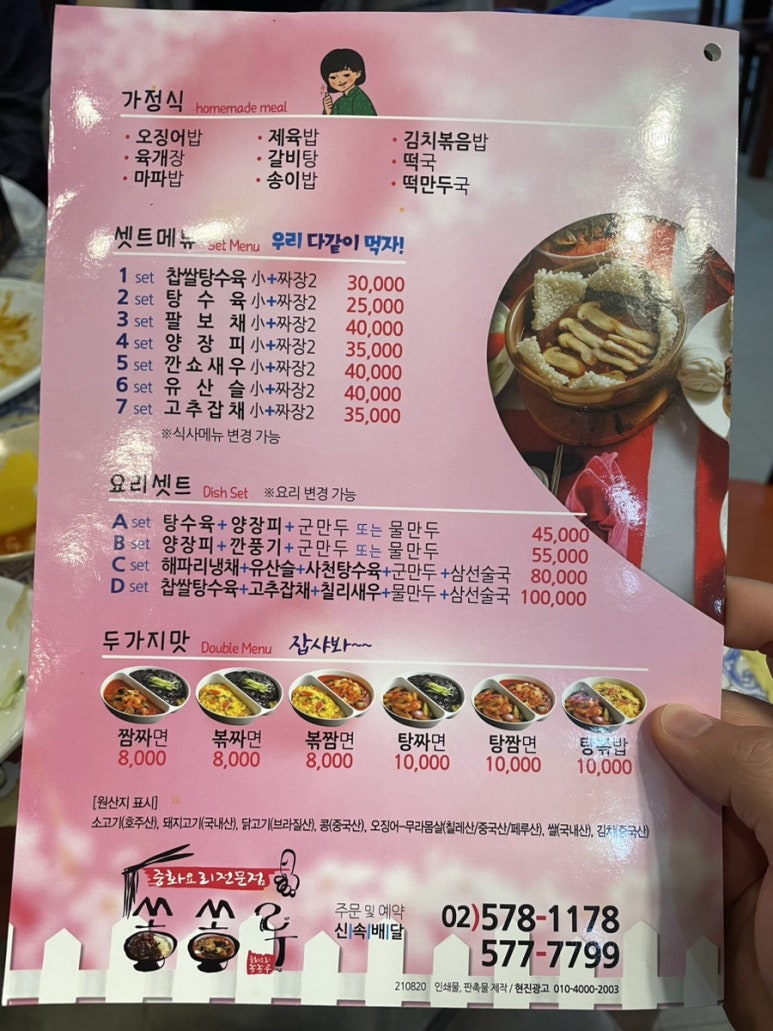 가정식 homemade meal
• 오징어밥 • 제육밥 • 김치볶음밥
• 육개장 • 갈비탕 • 떡국
• 마파밥 • 송이밥 • 떡만두국
셋트메뉴 Set Menu 우리 다같이 먹자!
1 set 찹쌀탕수육 小+짜장2 30,000
2 set 탕수육 小+짜장2 25,000
3 set 팔보채 小+짜장2 40,000
4 set 양장피 小+짜장2 35,000
5 set 깐쇼새우 小+짜장2 40,000
6 set 유산슬 小+짜장2 40,000
7 set 고추잡채 小+짜장2 35,000
※식사메뉴 변경 가능
요리셋트 Dish Set ※요리 변경 가능
A set 탕수육+양장피+군만두 또는 물만두 45,000
B set 양장피+깐풍기+군만두 또는 물만두 55,000
C set 해파리냉채+유산슬+사천탕수육+군만두+삼선술국 80,000
D set 찹쌀탕수육+고추잡채+칠리새우+물만두+삼선술국 100,000
두가지맛 Double Menu 잡샤봐~~
짬짜면 볶짜면 볶짬면 탕짜면 탕짬면 탕볶밥
8,000 8,000 8,000 10,000 10,000 10,000
[원산지 표시]
소고기(호주산), 돼지고기(국내산), 닭고기(브라질산), 콩(중국산), 오징어-무라몸살(칠레산/중국산/페루산), 쌀(국내산), 김치(중국산)
중화요리전문점
쏭쏭루
주문 및 예약 02)578-1178
신속배달 577-7799
210820 인쇄물, 판촉물 제작 / 현진광고 010-4000-2003